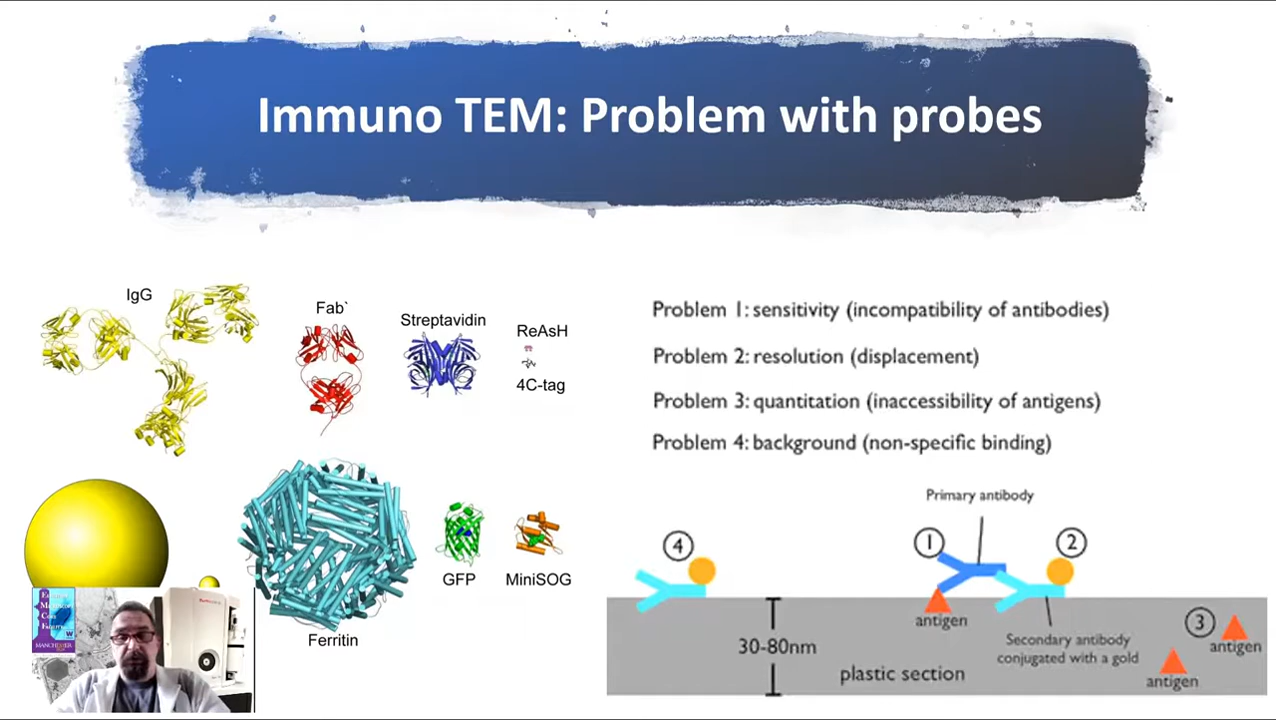 Immuno TEM: Problem with probes
IgG
Fab`
Streptavidin
ReAsH
4C-tag
Ferritin
GFP
MiniSOG
Problem 1: sensitivity (incompatibility of antibodies)
Problem 2: resolution (displacement)
Problem 3: quantitation (inaccessibility of antigens)
Problem 4: background (non-specific binding)
Primary antibody
4
1
2
antigen
3
antigen
30-80nm
plastic section
Secondary antibody
conjugated with a gold
antigen
MANCHESTER